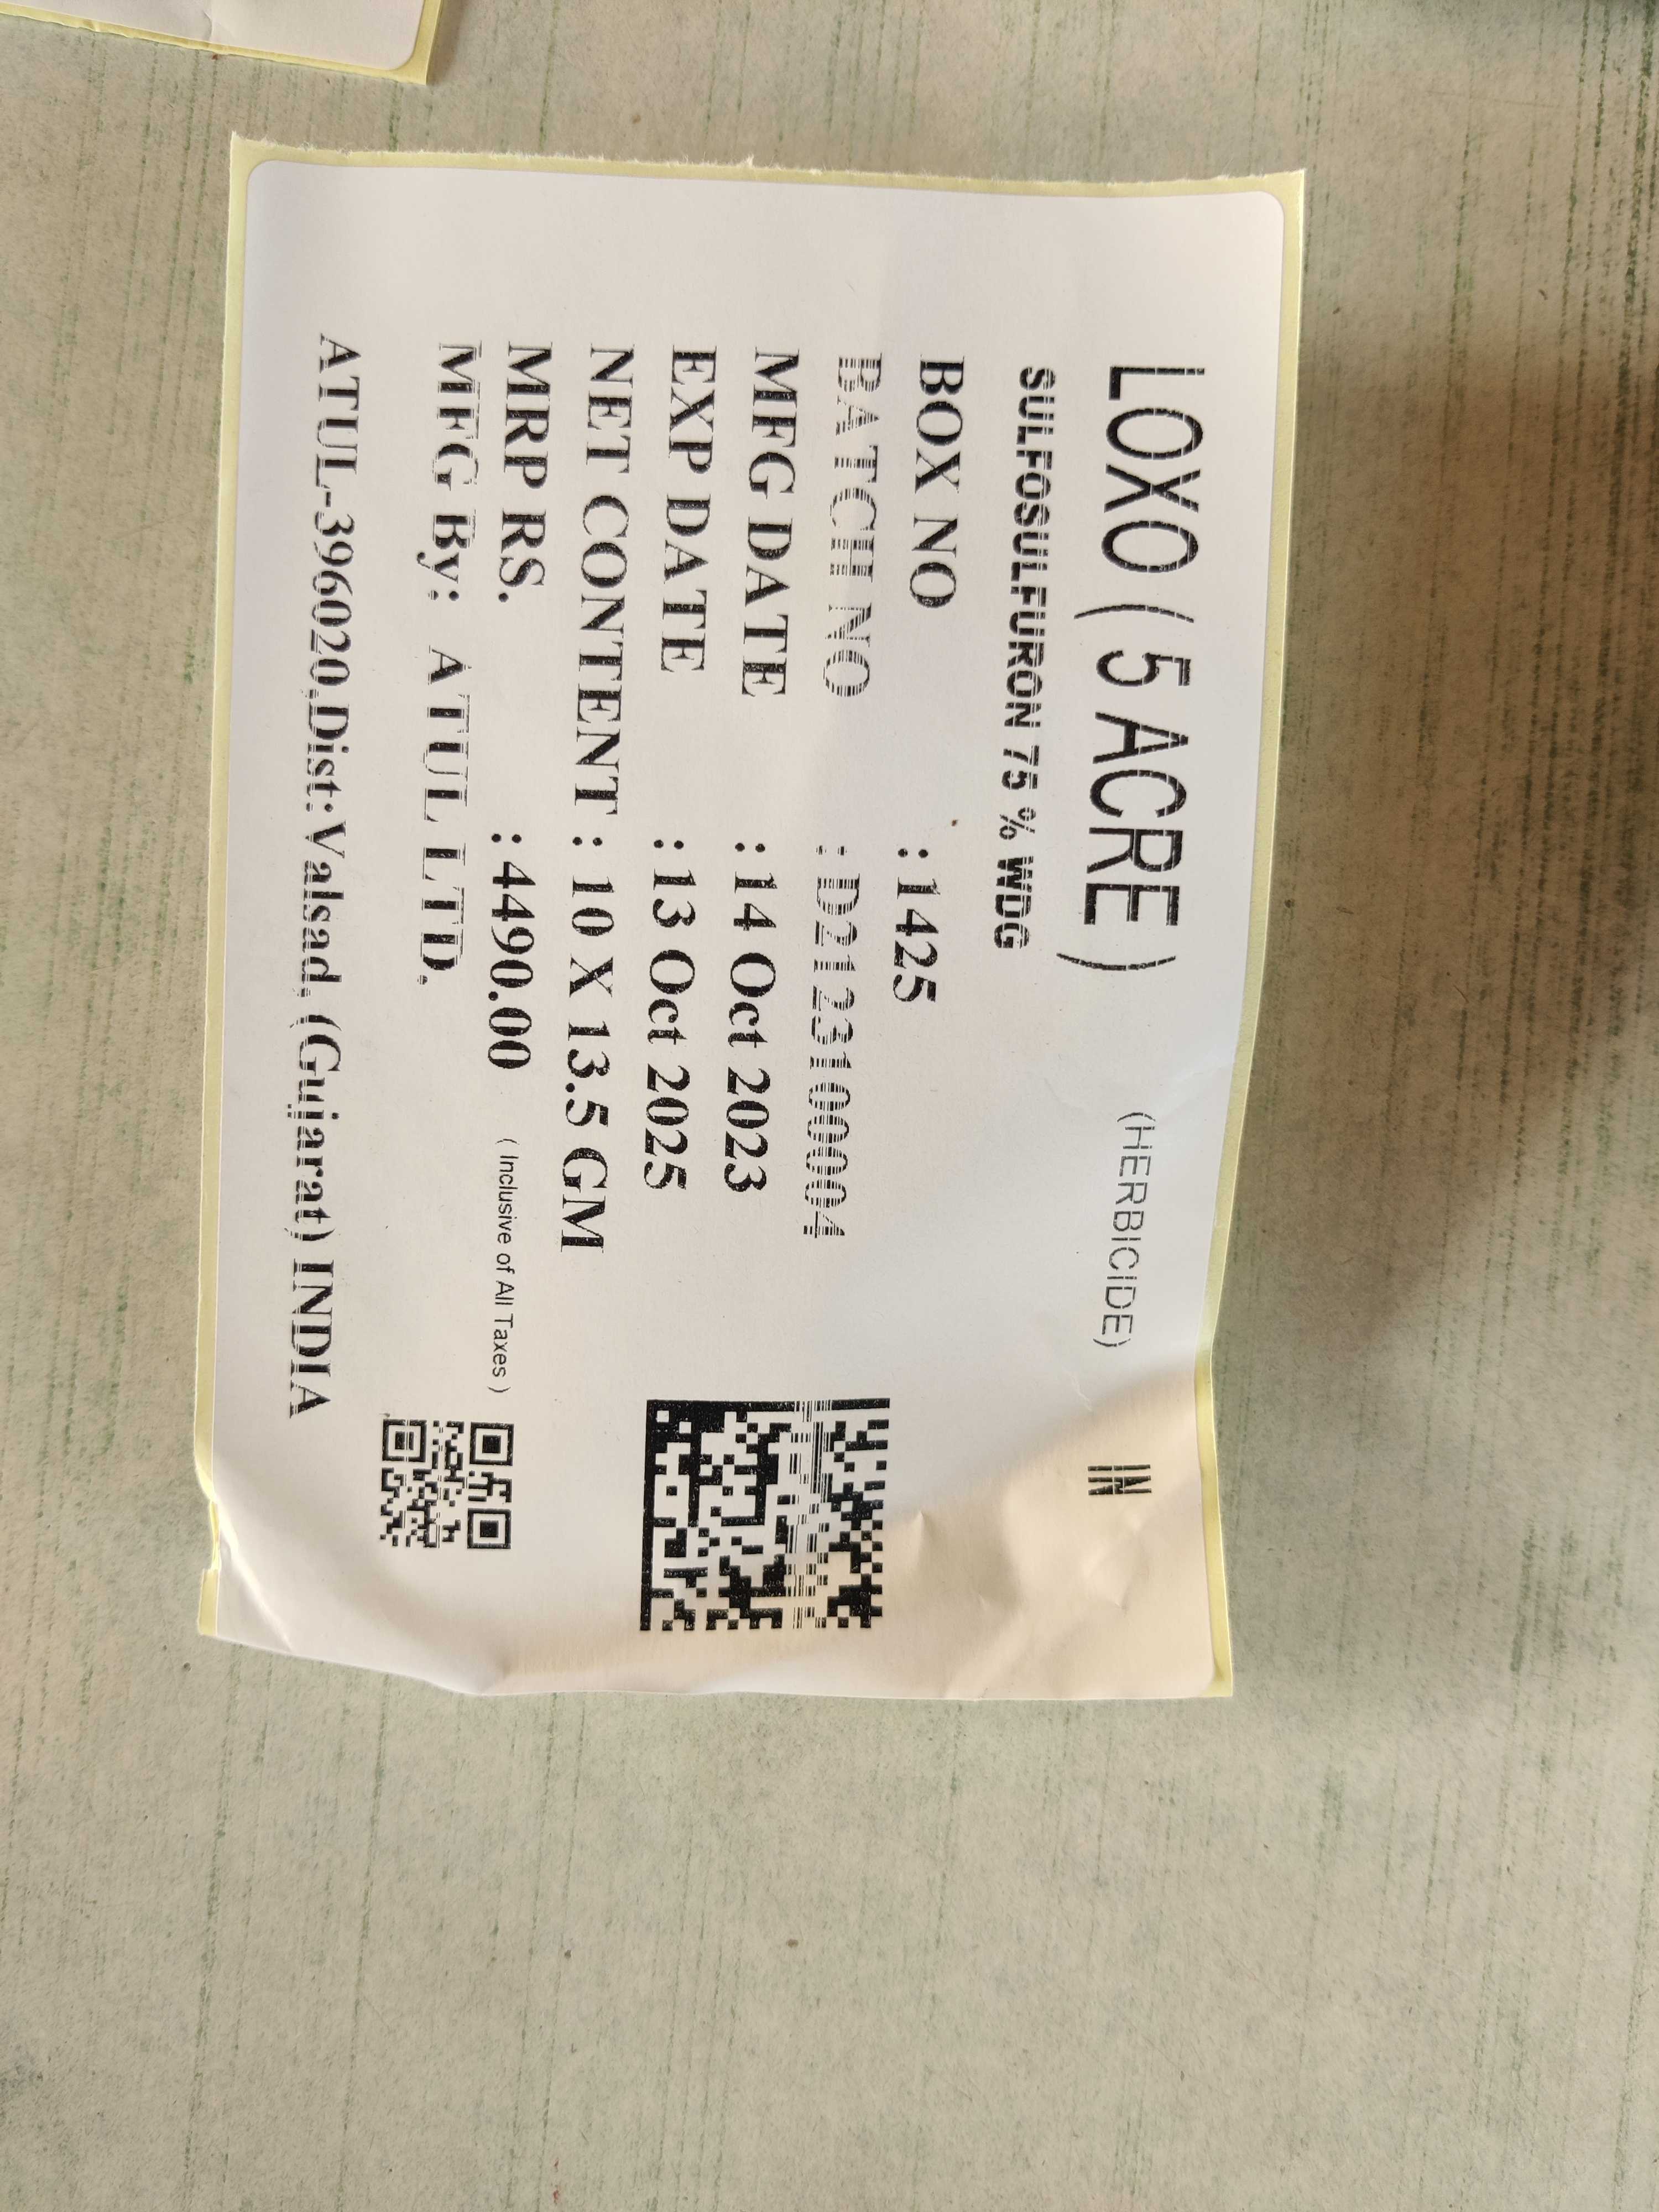 LOXO ( 5 ACRE ) (HERBICIDE) IN
SULFOSULFURON 75 % WDG
BOX NO : 1425
BATCH NO : D2123100004
MFG DATE : 14 Oct 2023
EXP DATE : 13 Oct 2025
NET CONTENT : 10 X 13.5 GM
MRP RS. : 4490.00 ( Inclusive of All Taxes )
MFG By: ATUL LTD.
ATUL-396020,Dist:Valsad, (Gujarat) INDIA